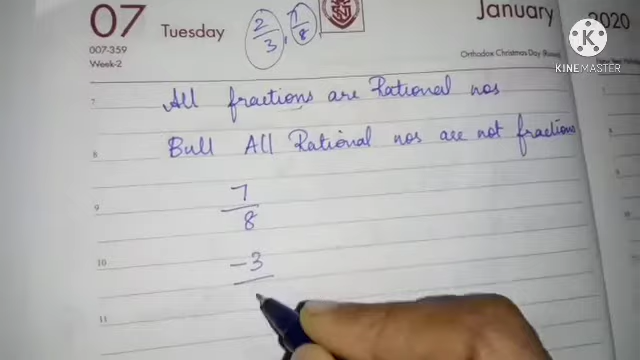 07
Tuesday
007-359
Week-2
2/3, 7/8
January
2020
Orthodox Christmas Day
KINEMASTER
7
All fractions are Rational nos
8
Bull All Rational nos are not fractions
9
7
8
10
-3
11